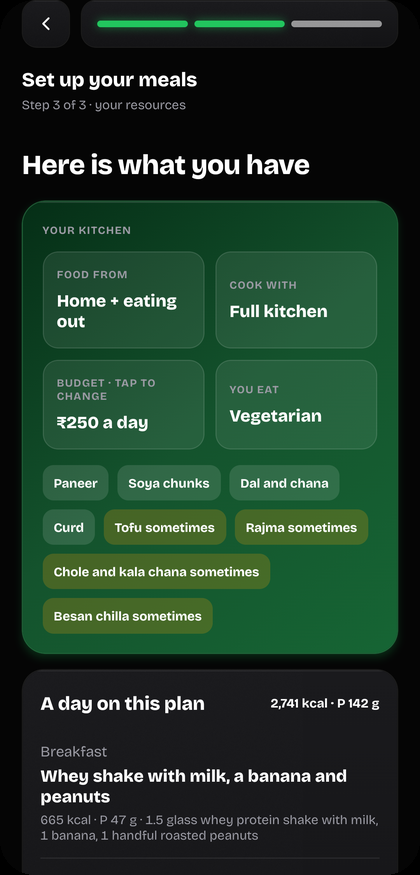 Set up your meals
Step 3 of 3 · your resources
Here is what you have
YOUR KITCHEN
FOOD FROM
Home + eating
out
COOK WITH
Full kitchen
BUDGET · TAP TO
CHANGE
₹250 a day
YOU EAT
Vegetarian
Paneer
Soya chunks
Dal and chana
Curd
Tofu sometimes
Rajma sometimes
Chole and kala chana sometimes
Besan chilla sometimes
A day on this plan
2,741 kcal · P 142 g
Breakfast
Whey shake with milk, a banana and
peanuts
665 kcal · P 47 g · 1.5 glass whey protein shake with milk,
1 banana, 1 handful roasted peanuts